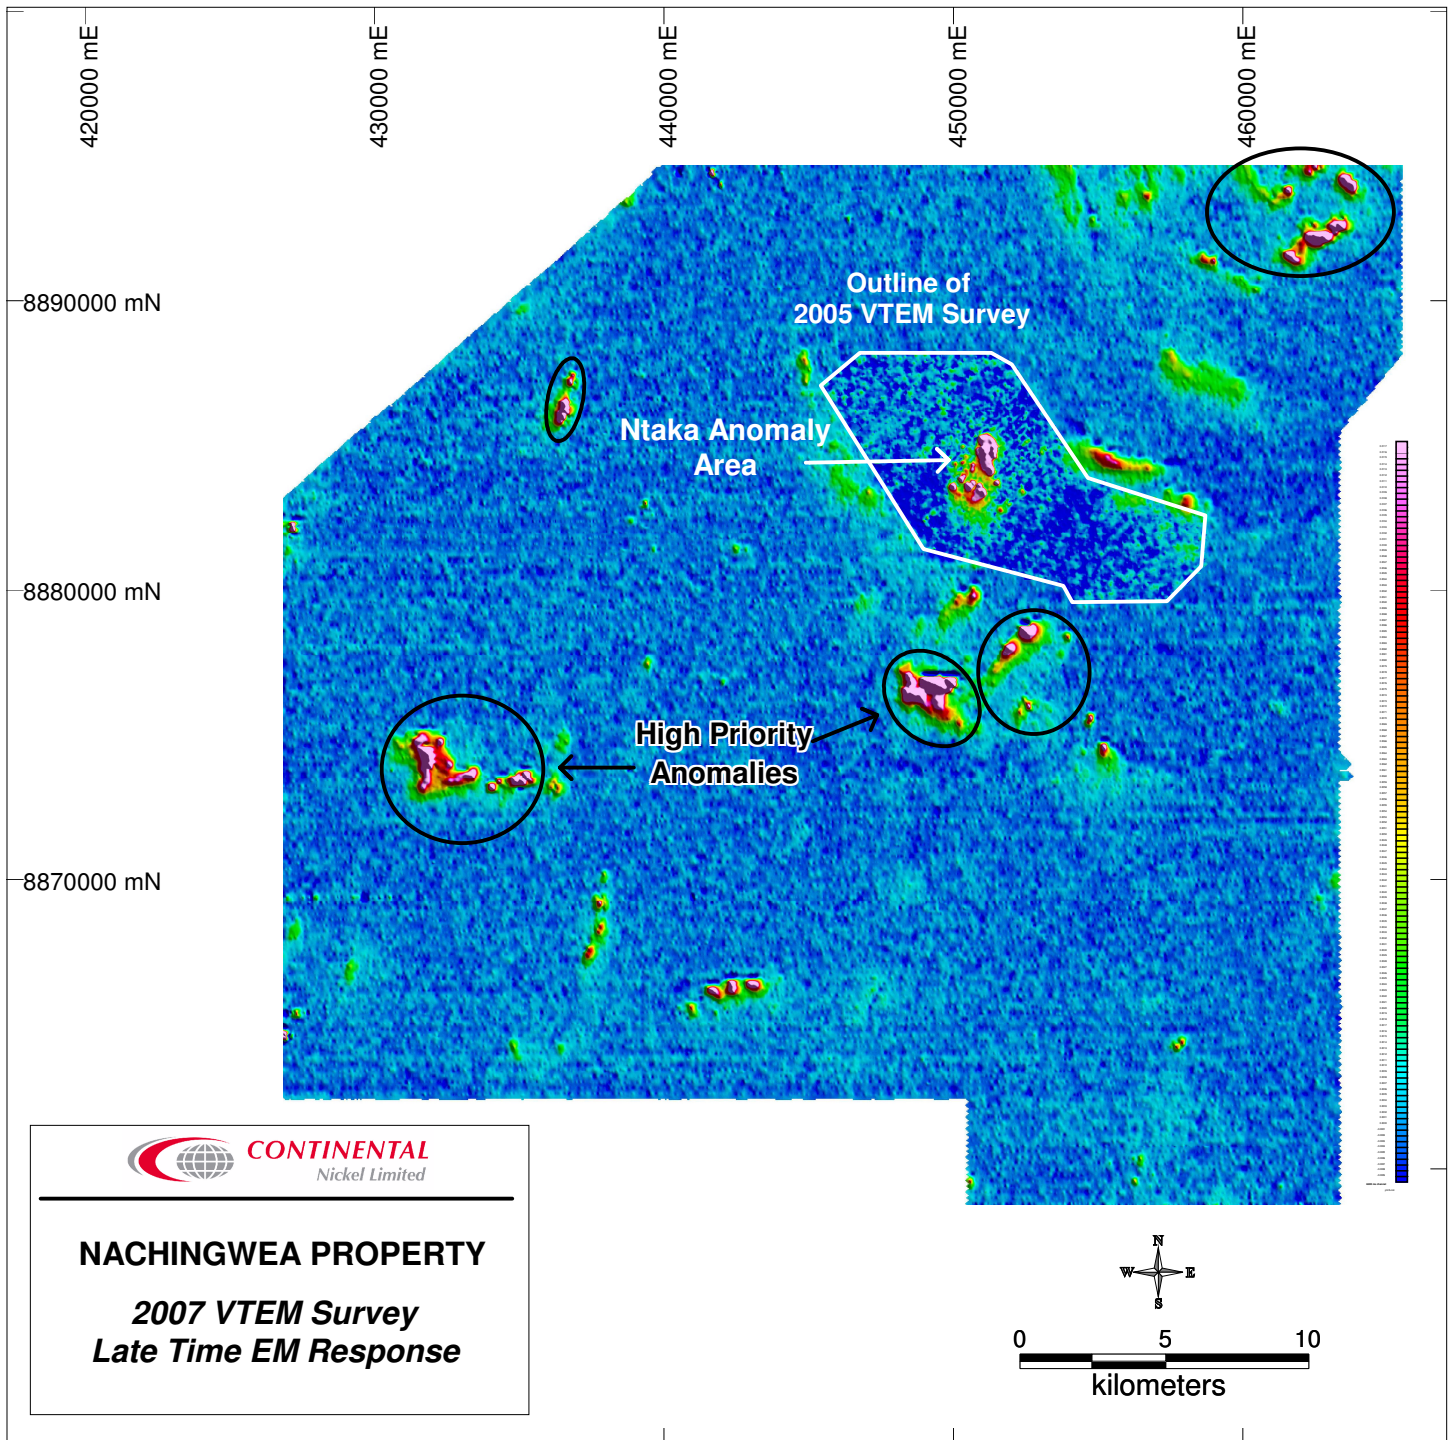 420000 mE
430000 mE
440000 mE
450000 mE
460000 mE
8890000 mN
8880000 mN
8870000 mN
Outline of
2005 VTEM Survey
Ntaka Anomaly
Area
High Priority
Anomalies
CONTINENTAL
Nickel Limited
NACHINGWEA PROPERTY
2007 VTEM Survey
Late Time EM Response
N
W E
S
0 5 10
kilometers